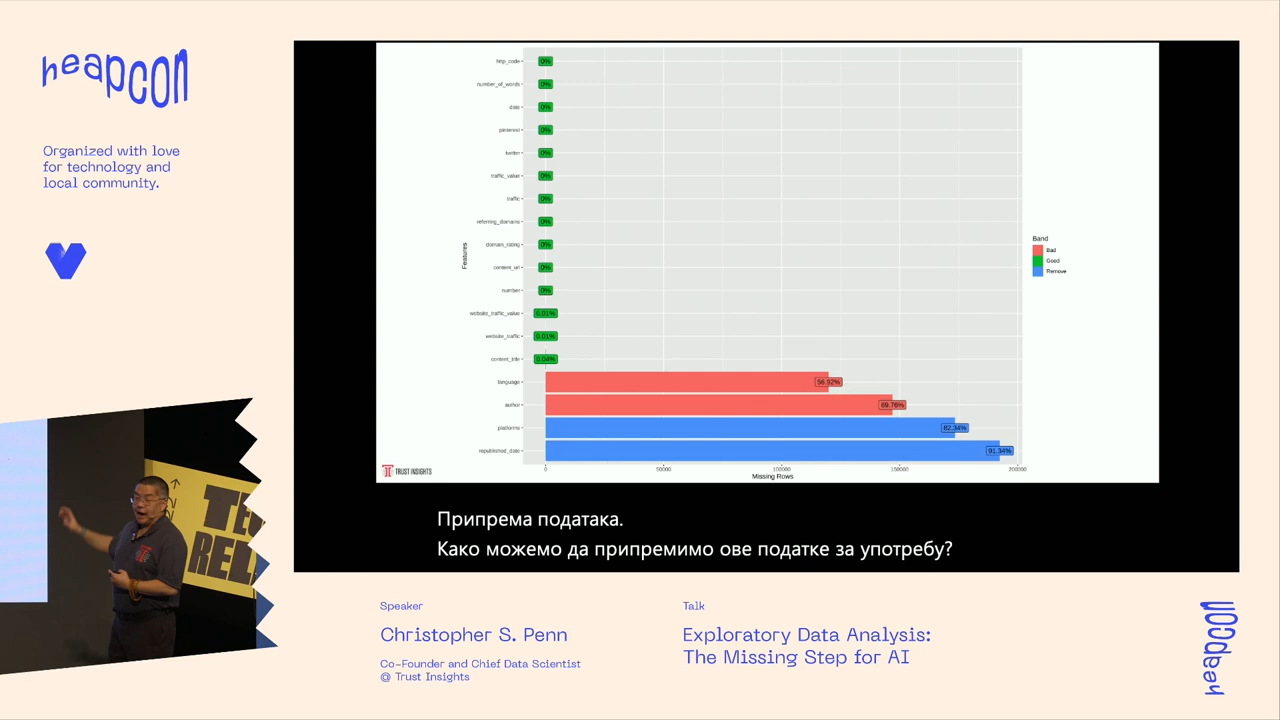 heapcon
Organized with love
for technology and
local community.
http_code
0%
number_of_words
0%
date
0%
pinterest
0%
twitter
0%
traffic_value
0%
traffic
0%
referring_domains
0%
domain_rating
0%
content_url
0%
number
0%
website_traffic_value
0.01%
website_traffic
0.01%
content_title
0.04%
language
56.92%
author
69.76%
platforms
82.34%
republished_date
91.34%
Features
0
50000
100000
150000
200000
Missing Rows
Band
Bad
Good
Remove
TRUST INSIGHTS
Припрема података.
Како можемо да припремимо ове податке за употребу?
Speaker
Christopher S. Penn
Co-Founder and Chief Data Scientist
@ Trust Insights
Talk
Exploratory Data Analysis:
The Missing Step for AI
heapcon